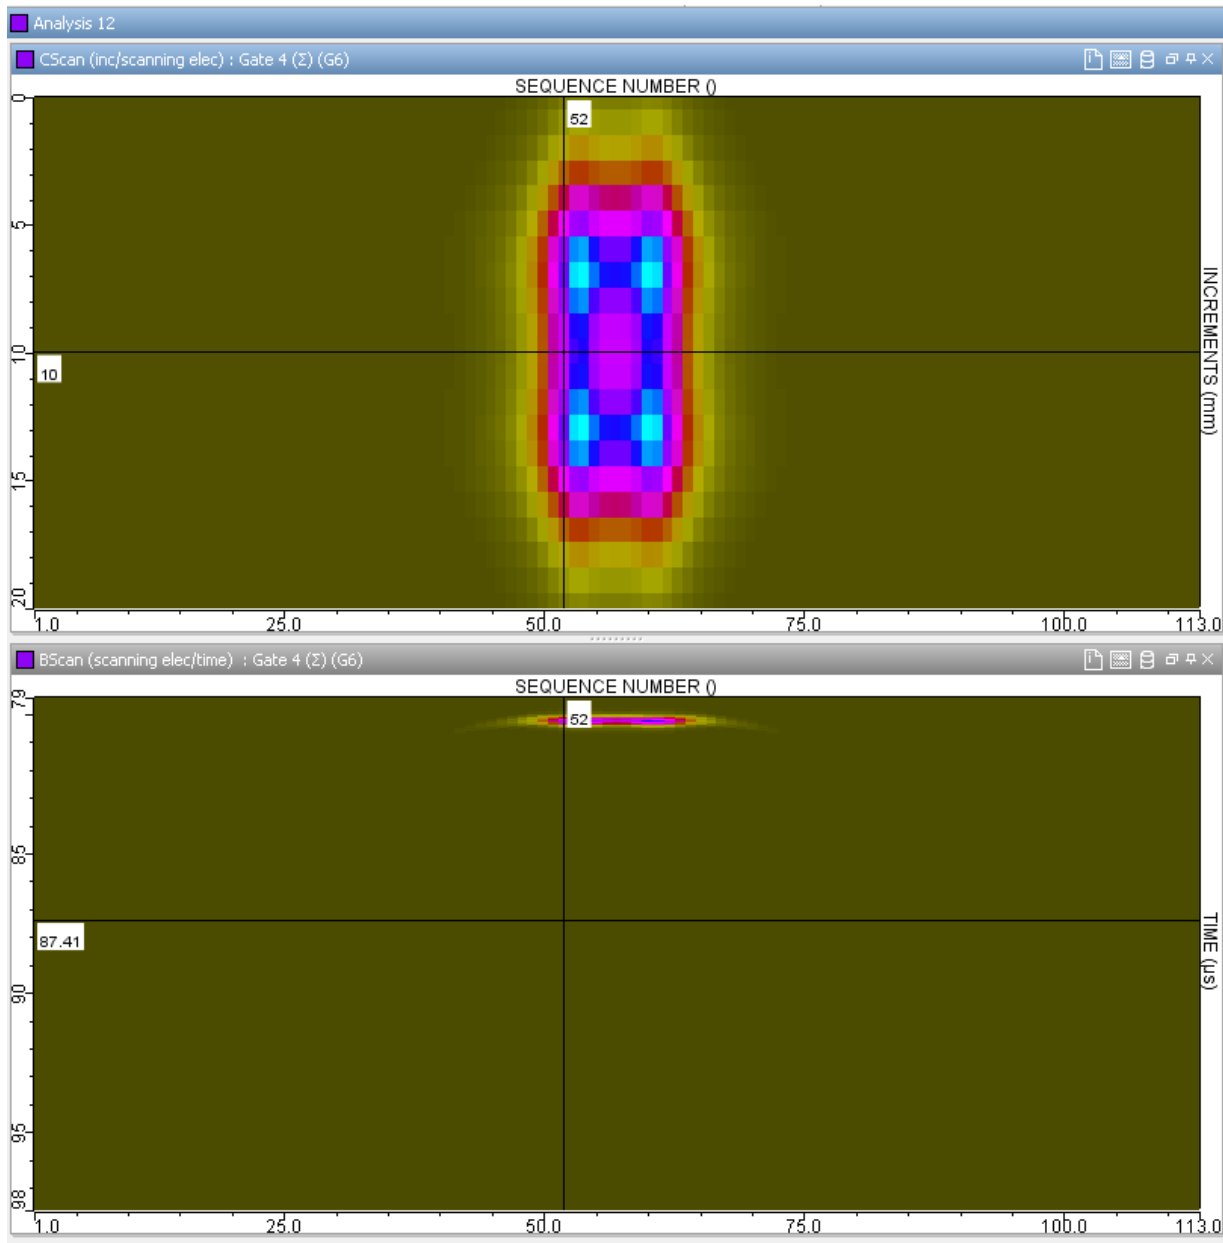 Analysis 12
CScan (inc/scanning elec) : Gate 4 (Σ) (G6)
SEQUENCE NUMBER ()
0
52
5
10
10
15
20
INCREMENTS (mm)
1.0 25.0 50.0 75.0 100.0 113.0
BScan (scanning elec/time) : Gate 4 (Σ) (G6)
SEQUENCE NUMBER ()
79
52
85
87.41
90
95
98
TIME (µs)
1.0 25.0 50.0 75.0 100.0 113.0